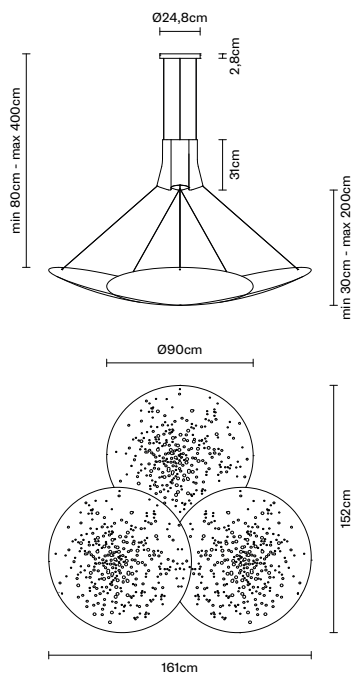 Ø24,8cm
2,8cm
min 80cm - max 400cm
31cm
min 30cm - max 200cm
Ø90cm
152cm
161cm